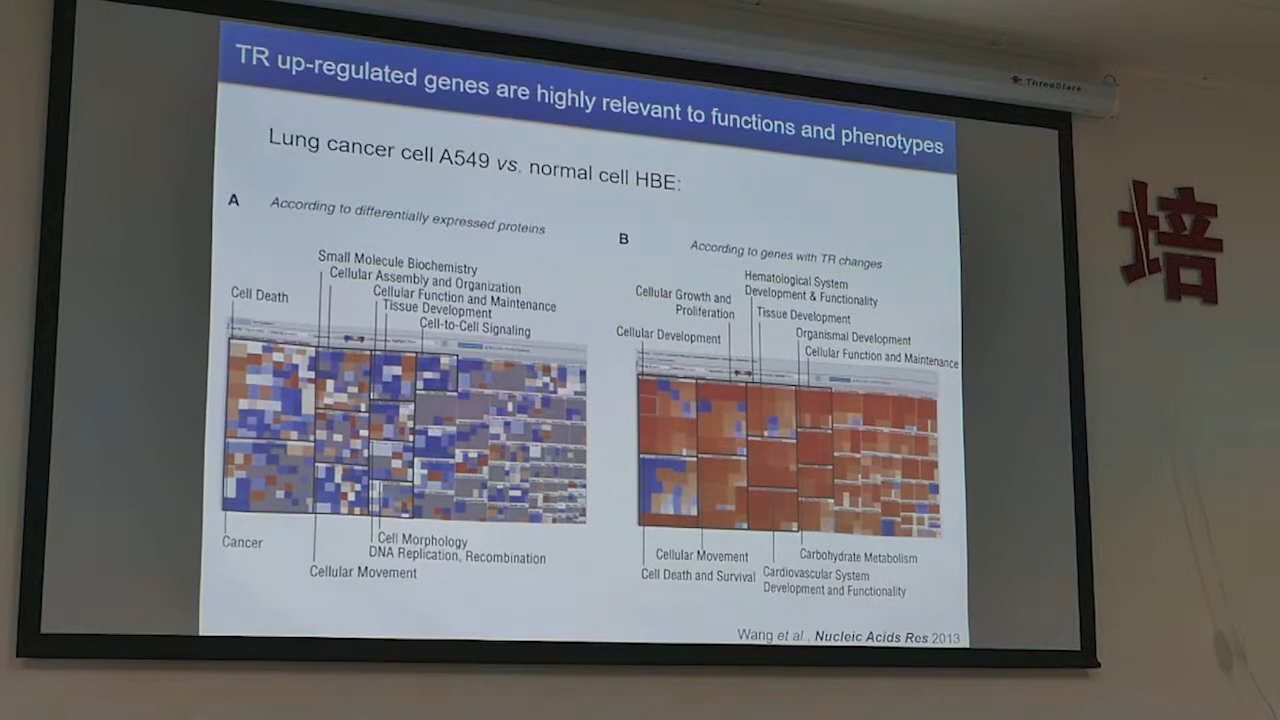 ThreeStars
TR up-regulated genes are highly relevant to functions and phenotypes
Lung cancer cell A549 vs. normal cell HBE:
A
According to differentially expressed proteins
Small Molecule Biochemistry
Cellular Assembly and Organization
Cellular Function and Maintenance
Tissue Development
Cell-to-Cell Signaling
Cell Death
Cancer
Cell Morphology
DNA Replication, Recombination
Cellular Movement
B
According to genes with TR changes
Hematological System
Development & Functionality
Cellular Growth and
Proliferation
Tissue Development
Cellular Development
Organismal Development
Cellular Function and Maintenance
Cellular Movement
Carbohydrate Metabolism
Cell Death and Survival
Cardiovascular System
Development and Functionality
Wang et al., Nucleic Acids Res 2013
培